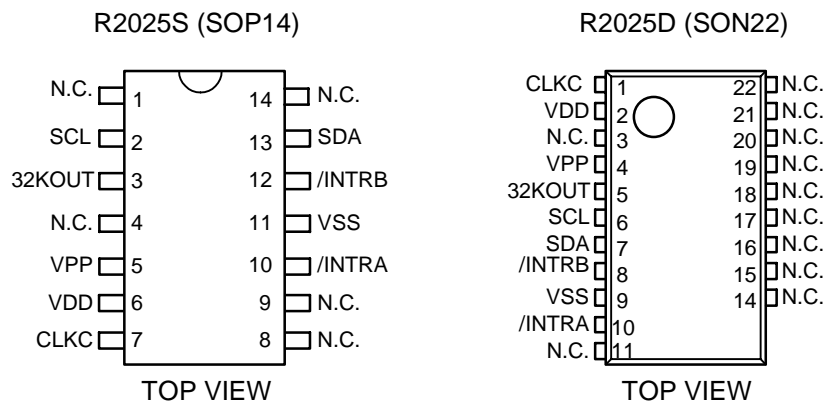 R2025S (SOP14)
N.C. 1 14 N.C.
SCL 2 13 SDA
32KOUT 3 12 /INTRB
N.C. 4 11 VSS
VPP 5 10 /INTRA
VDD 6 9 N.C.
CLKC 7 8 N.C.
TOP VIEW
R2025D (SON22)
CLKC 1 22 N.C.
VDD 2 21 N.C.
N.C. 3 20 N.C.
VPP 4 19 N.C.
32KOUT 5 18 N.C.
SCL 6 17 N.C.
SDA 7 16 N.C.
/INTRB 8 15 N.C.
VSS 9 14 N.C.
/INTRA 10
N.C. 11
TOP VIEW